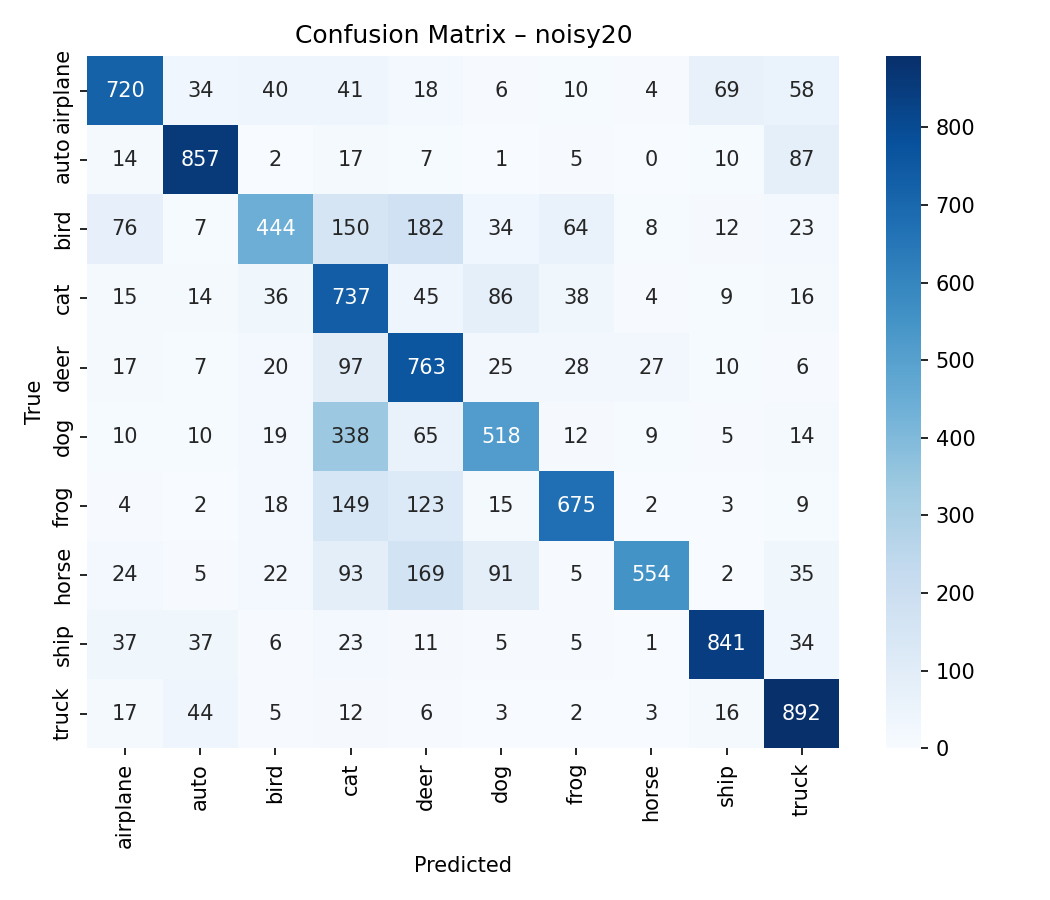 Confusion Matrix – noisy20
airplane 720 34 40 41 18 6 10 4 69 58
auto 14 857 2 17 7 1 5 0 10 87
bird 76 7 444 150 182 34 64 8 12 23
cat 15 14 36 737 45 86 38 4 9 16
deer 17 7 20 97 763 25 28 27 10 6
dog 10 10 19 338 65 518 12 9 5 14
frog 4 2 18 149 123 15 675 2 3 9
horse 24 5 22 93 169 91 5 554 2 35
ship 37 37 6 23 11 5 5 1 841 34
truck 17 44 5 12 6 3 2 3 16 892
True
airplane auto bird cat deer dog frog horse ship truck
Predicted
800
700
600
500
400
300
200
100
0